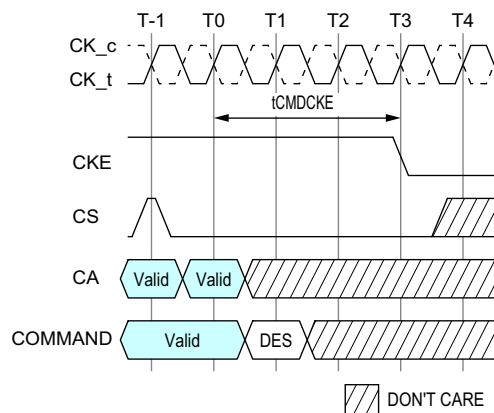 T-1 T0 T1 T2 T3 T4
CK_c
CK_t
tCMDCKE
CKE
CS
CA Valid Valid
COMMAND Valid DES
DON'T CARE